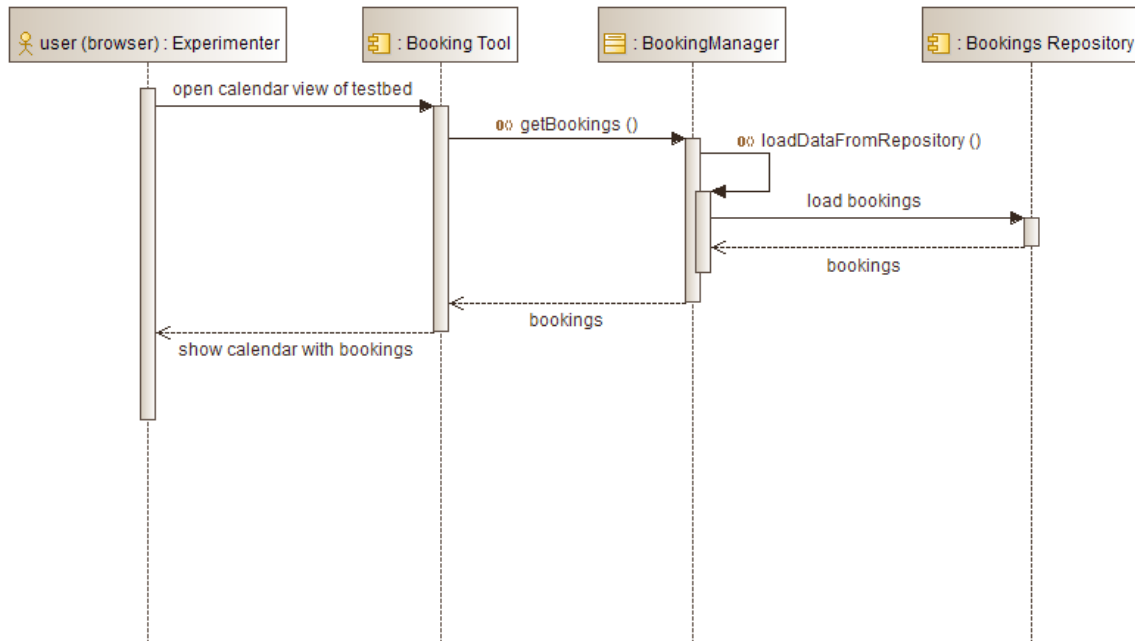 user (browser) : Experimenter
: Booking Tool
: BookingManager
: Bookings Repository
open calendar view of testbed
getBookings ()
loadDataFromRepository ()
load bookings
bookings
bookings
show calendar with bookings